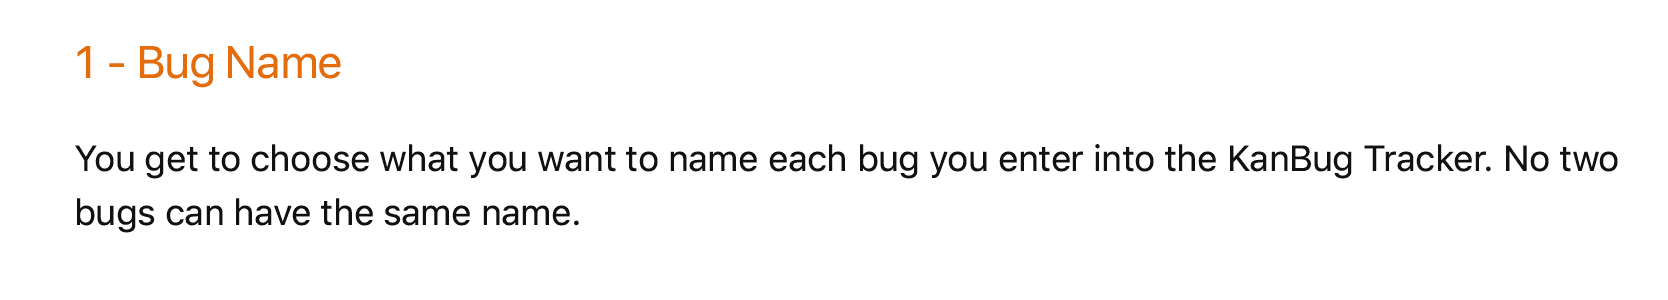 1 - Bug Name
You get to choose what you want to name each bug you enter into the KanBug Tracker. No two
bugs can have the same name.